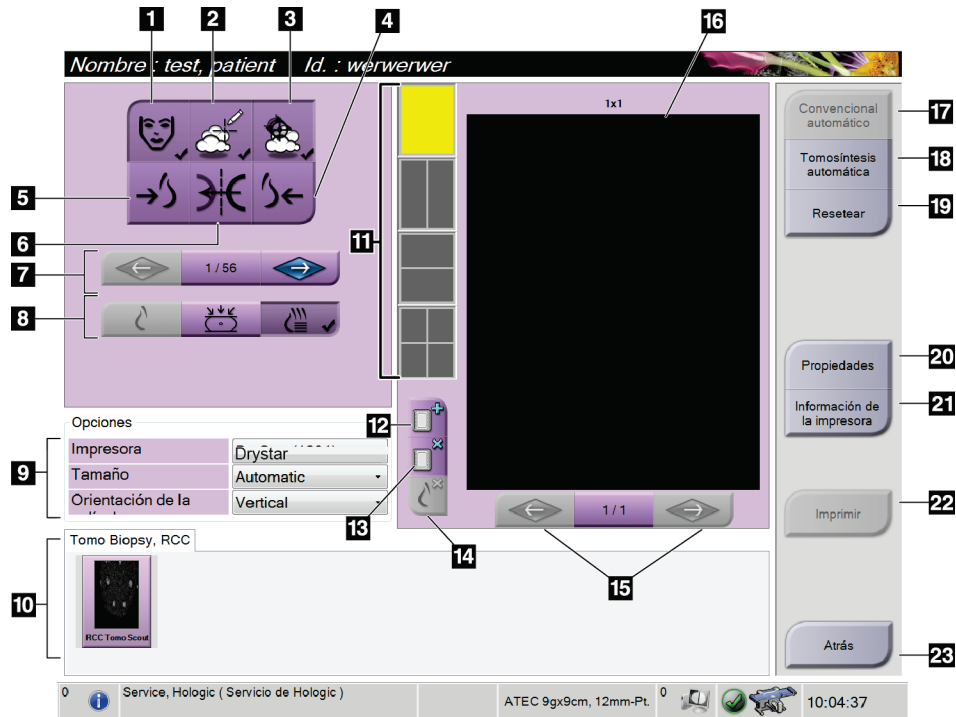 1
2
3
4
16
Nombre : test, patient Id. : werwerwer
1x1
Convencional
automático
17
Tomosíntesis
automática
18
Resetear
19
5
6
11
7
1 / 56
8
Propiedades
20
Información de
la impresora
21
Opciones
12
9
Impresora
Drystar
Tamaño
Automatic
Orientación de la
Vertical
13
14
1 / 1
15
Imprimir
22
Tomo Biopsy, RCC
10
RCC Tomo Scout
Atrás
23
0
Service, Hologic ( Servicio de Hologic )
ATEC 9gx9cm, 12mm-Pt.
0
10:04:37